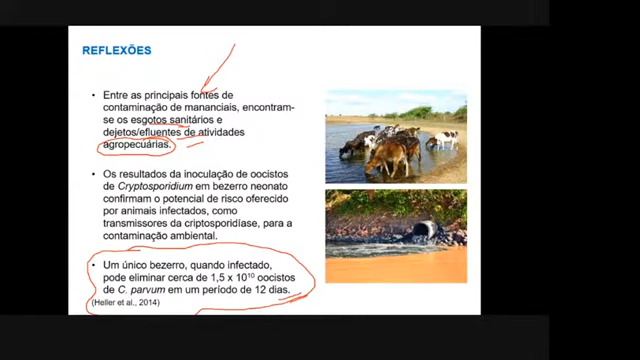 REFLEXÕES
• Entre as principais fontes de
contaminação de mananciais, encontram-
se os esgotos sanitários e
dejetos/efluentes de atividades
agropecuárias.
• Os resultados da inoculação de oocistos
de Cryptosporidium em bezerro neonato
confirmam o potencial de risco oferecido
por animais infectados, como
transmissores da criptosporidíase, para a
contaminação ambiental.
• Um único bezerro, quando infectado,
pode eliminar cerca de 1,5 x 10¹⁰ oocistos
de C. parvum em um período de 12 dias.
(Heller et al., 2014)